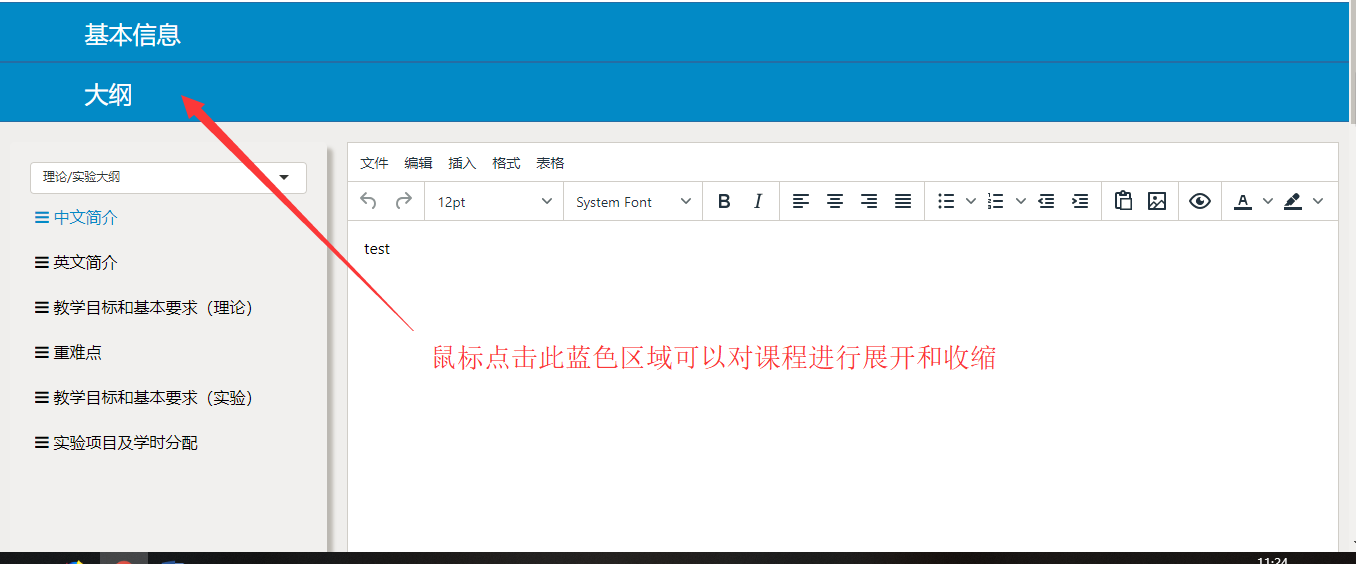 基本信息
大纲
理论/实验大纲
中文简介
英文简介
教学目标和基本要求（理论）
重难点
教学目标和基本要求（实验）
实验项目及学时分配
文件 编辑 插入 格式 表格
12pt System Font B I A
test
鼠标点击此蓝色区域可以对课程进行展开和收缩
11:24